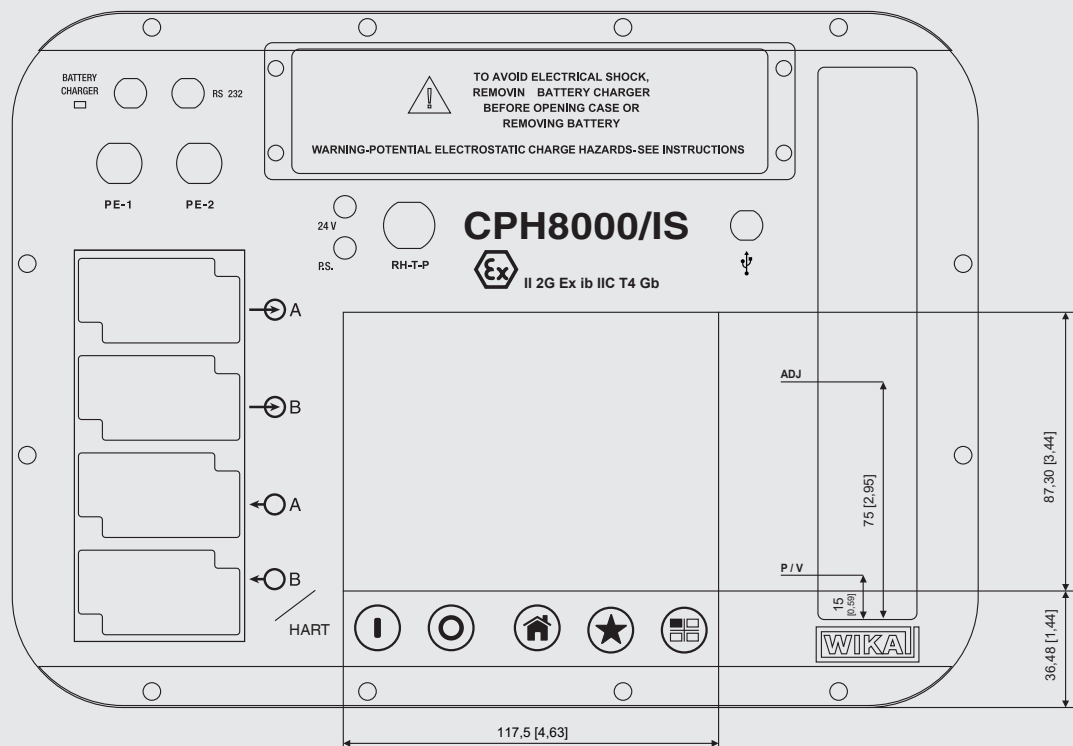 BATTERY
CHARGER
RS 232
TO AVOID ELECTRICAL SHOCK,
REMOVIN BATTERY CHARGER
BEFORE OPENING CASE OR
REMOVING BATTERY
WARNING-POTENTIAL ELECTROSTATIC CHARGE HAZARDS-SEE INSTRUCTIONS
PE-1
PE-2
24 V
P.S.
RH-T-P
CPH8000/IS
Ex
II 2G Ex ib IIC T4 Gb
A
B
A
B
HART
ADJ
P / V
75 [2,95]
15
[0,59]
87,30 [3,44]
36,48 [1,44]
WIKA
117,5 [4,63]